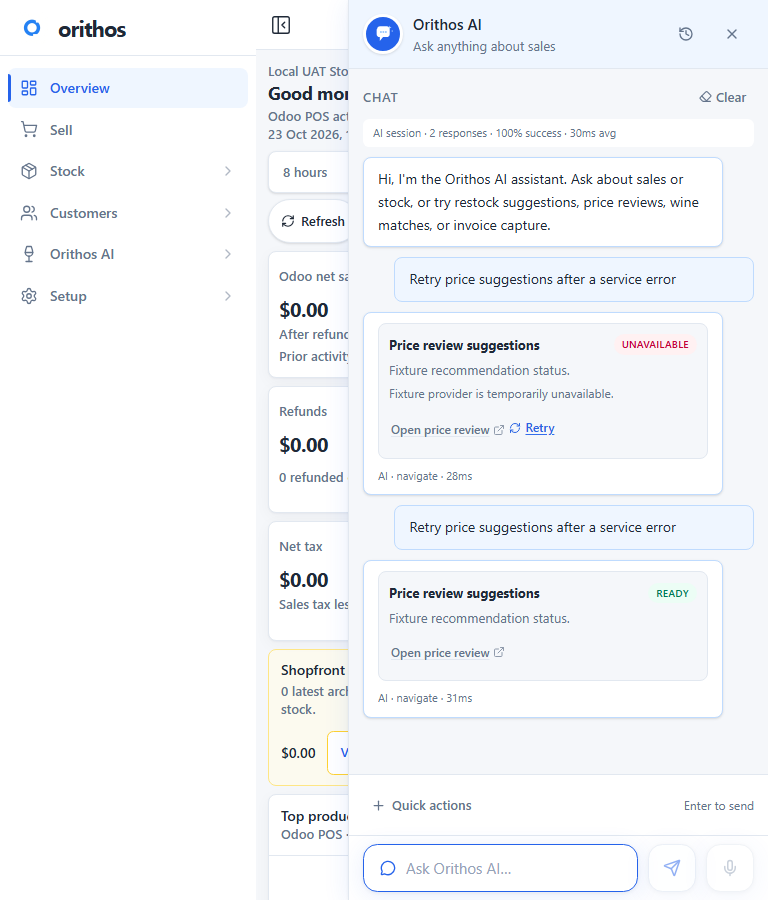 orithos
Overview
Sell
Stock
Customers
Orithos AI
Setup
Local UAT Sto
Good mor
Odoo POS act
23 Oct 2026,
8 hours
Refresh
Odoo net sa
$0.00
After refund
Prior activity
Refunds
$0.00
0 refunded
Net tax
$0.00
Sales tax les
Shopfront
0 latest arch
stock.
$0.00
V
Top produ
Odoo POS ·
Orithos AI
Ask anything about sales
CHAT
Clear
AI session · 2 responses · 100% success · 30ms avg
Hi, I'm the Orithos AI assistant. Ask about sales or
stock, or try restock suggestions, price reviews, wine
matches, or invoice capture.
Retry price suggestions after a service error
Price review suggestions
UNAVAILABLE
Fixture recommendation status.
Fixture provider is temporarily unavailable.
Open price review
Retry
AI · navigate · 28ms
Retry price suggestions after a service error
Price review suggestions
READY
Fixture recommendation status.
Open price review
AI · navigate · 31ms
Quick actions
Enter to send
Ask Orithos AI...